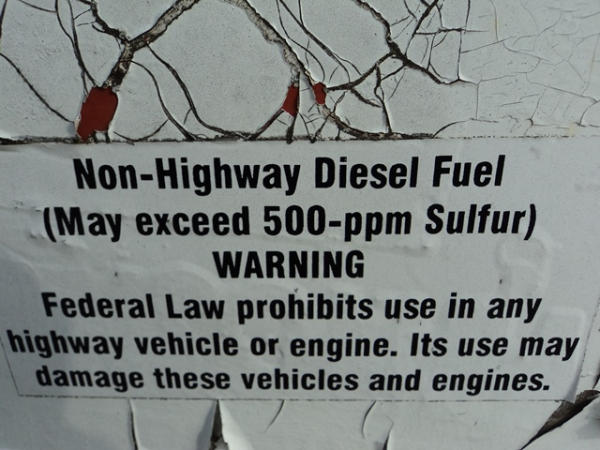 Non-Highway Diesel Fuel
(May exceed 500-ppm Sulfur)
WARNING
Federal Law prohibits use in any
highway vehicle or engine. Its use may
damage these vehicles and engines.